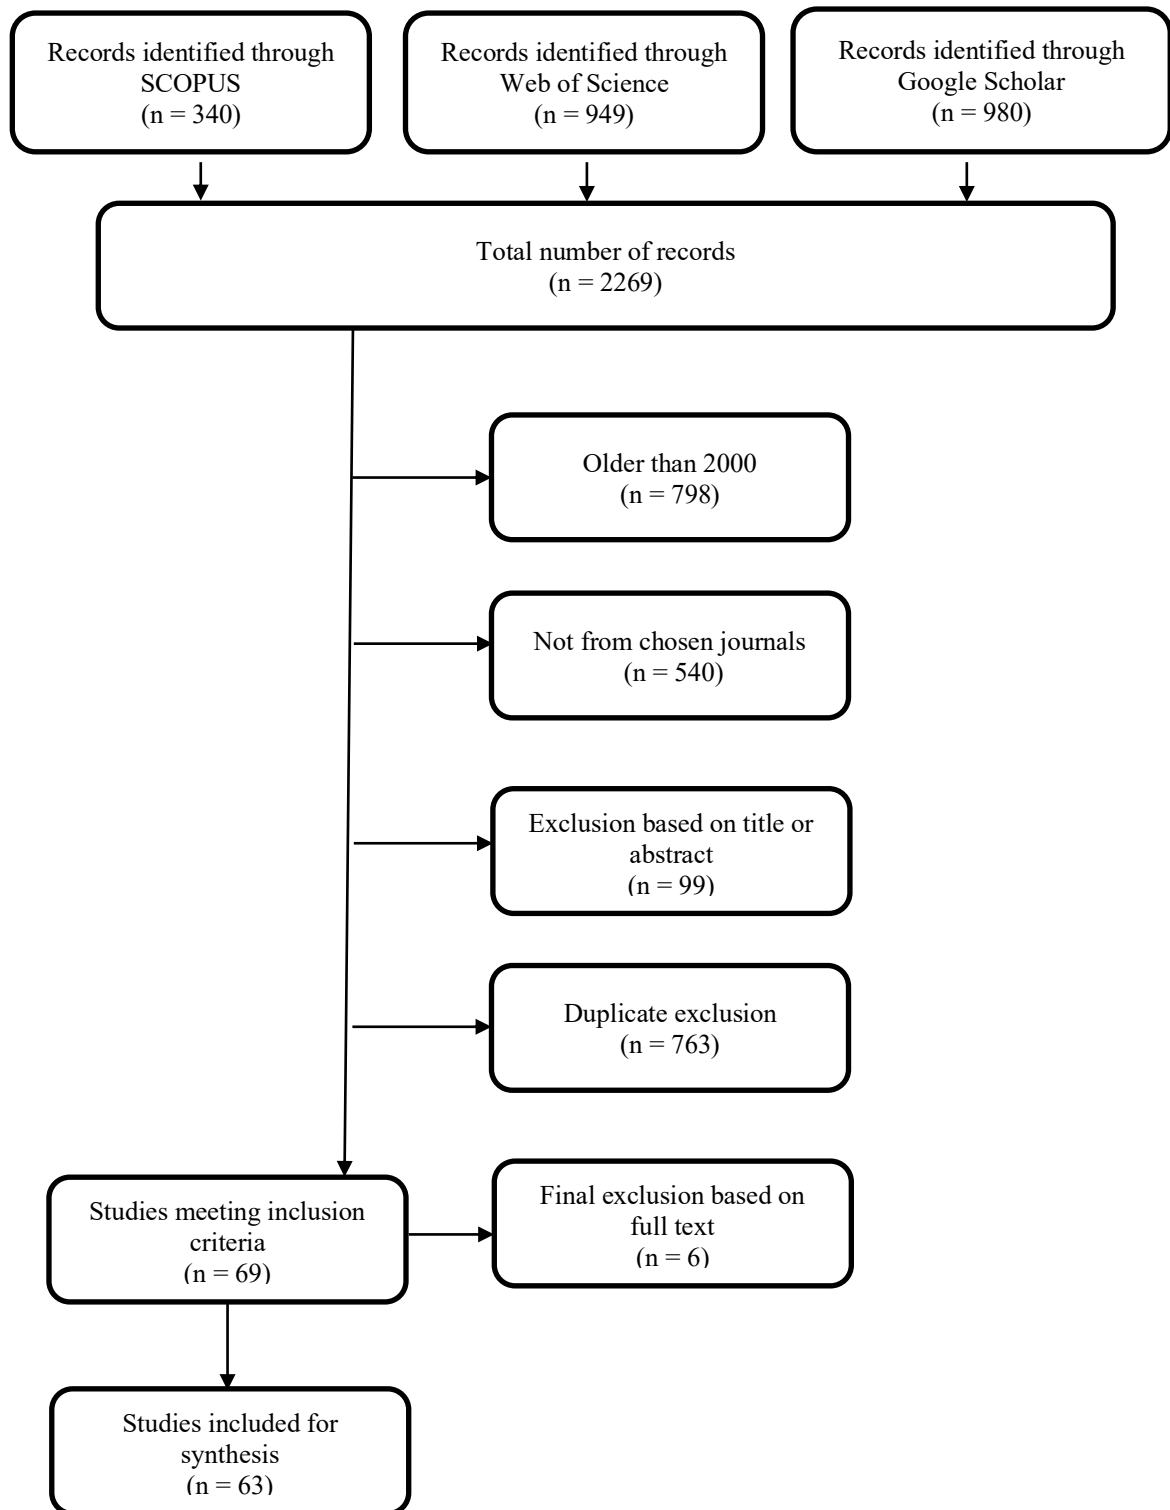 Records identified through
SCOPUS
(n = 340)
Records identified through
Web of Science
(n = 949)
Records identified through
Google Scholar
(n = 980)
Total number of records
(n = 2269)
Older than 2000
(n = 798)
Not from chosen journals
(n = 540)
Exclusion based on title or
abstract
(n = 99)
Duplicate exclusion
(n = 763)
Studies meeting inclusion
criteria
(n = 69)
Final exclusion based on
full text
(n = 6)
Studies included for
synthesis
(n = 63)